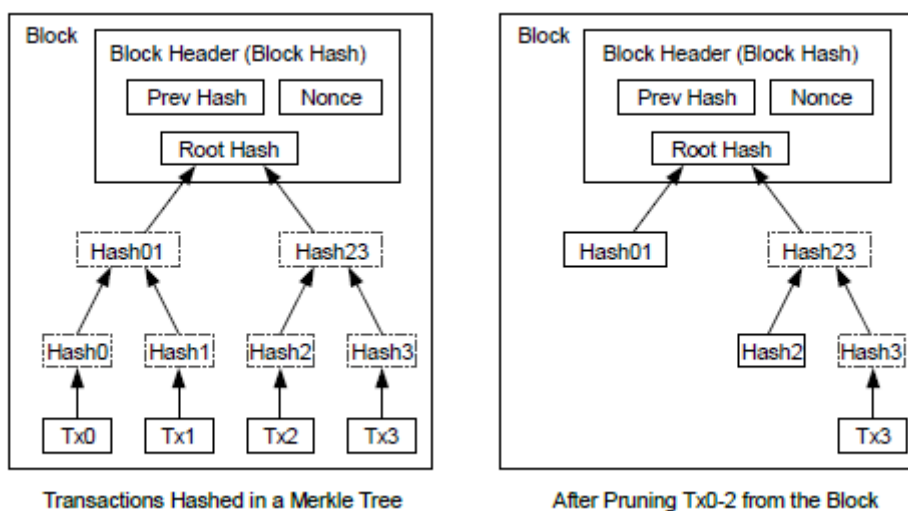 Block
Block Header (Block Hash)
Prev Hash
Nonce
Root Hash
Hash01
Hash23
Hash0
Hash1
Hash2
Hash3
Tx0
Tx1
Tx2
Tx3
Transactions Hashed in a Merkle Tree
Block
Block Header (Block Hash)
Prev Hash
Nonce
Root Hash
Hash01
Hash23
Hash2
Hash3
Tx3
After Pruning Tx0-2 from the Block